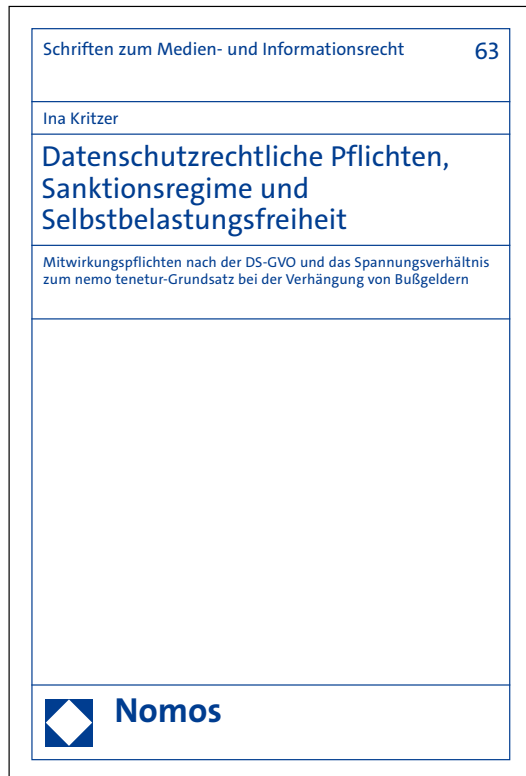 Schriften zum Medien- und Informationsrecht 63
Ina Kritzer
Datenschutzrechtliche Pflichten,
Sanktionsregime und
Selbstbelastungsfreiheit
Mitwirkungspflichten nach der DS-GVO und das Spannungsverhältnis
zum nemo tenetur-Grundsatz bei der Verhängung von Bußgeldern
Nomos